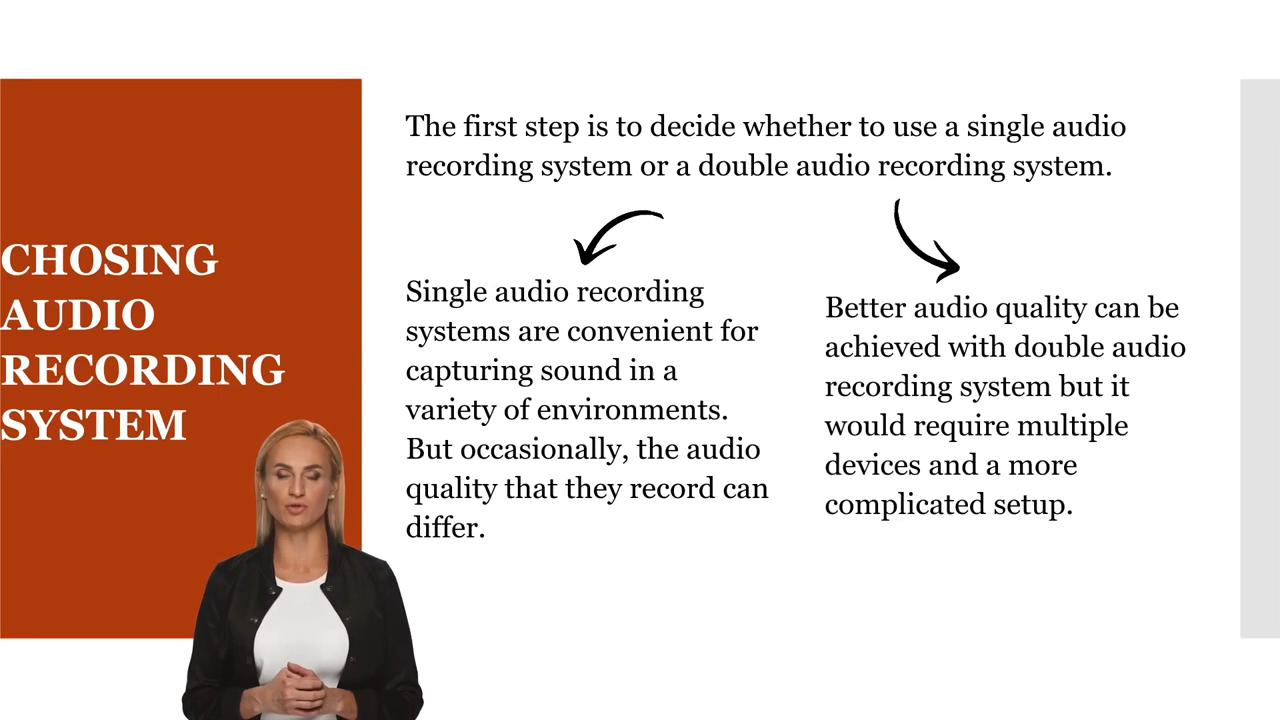 CHOSING
AUDIO
RECORDING
SYSTEM
The first step is to decide whether to use a single audio
recording system or a double audio recording system.
Single audio recording
systems are convenient for
capturing sound in a
variety of environments.
But occasionally, the audio
quality that they record can
differ.
Better audio quality can be
achieved with double audio
recording system but it
would require multiple
devices and a more
complicated setup.